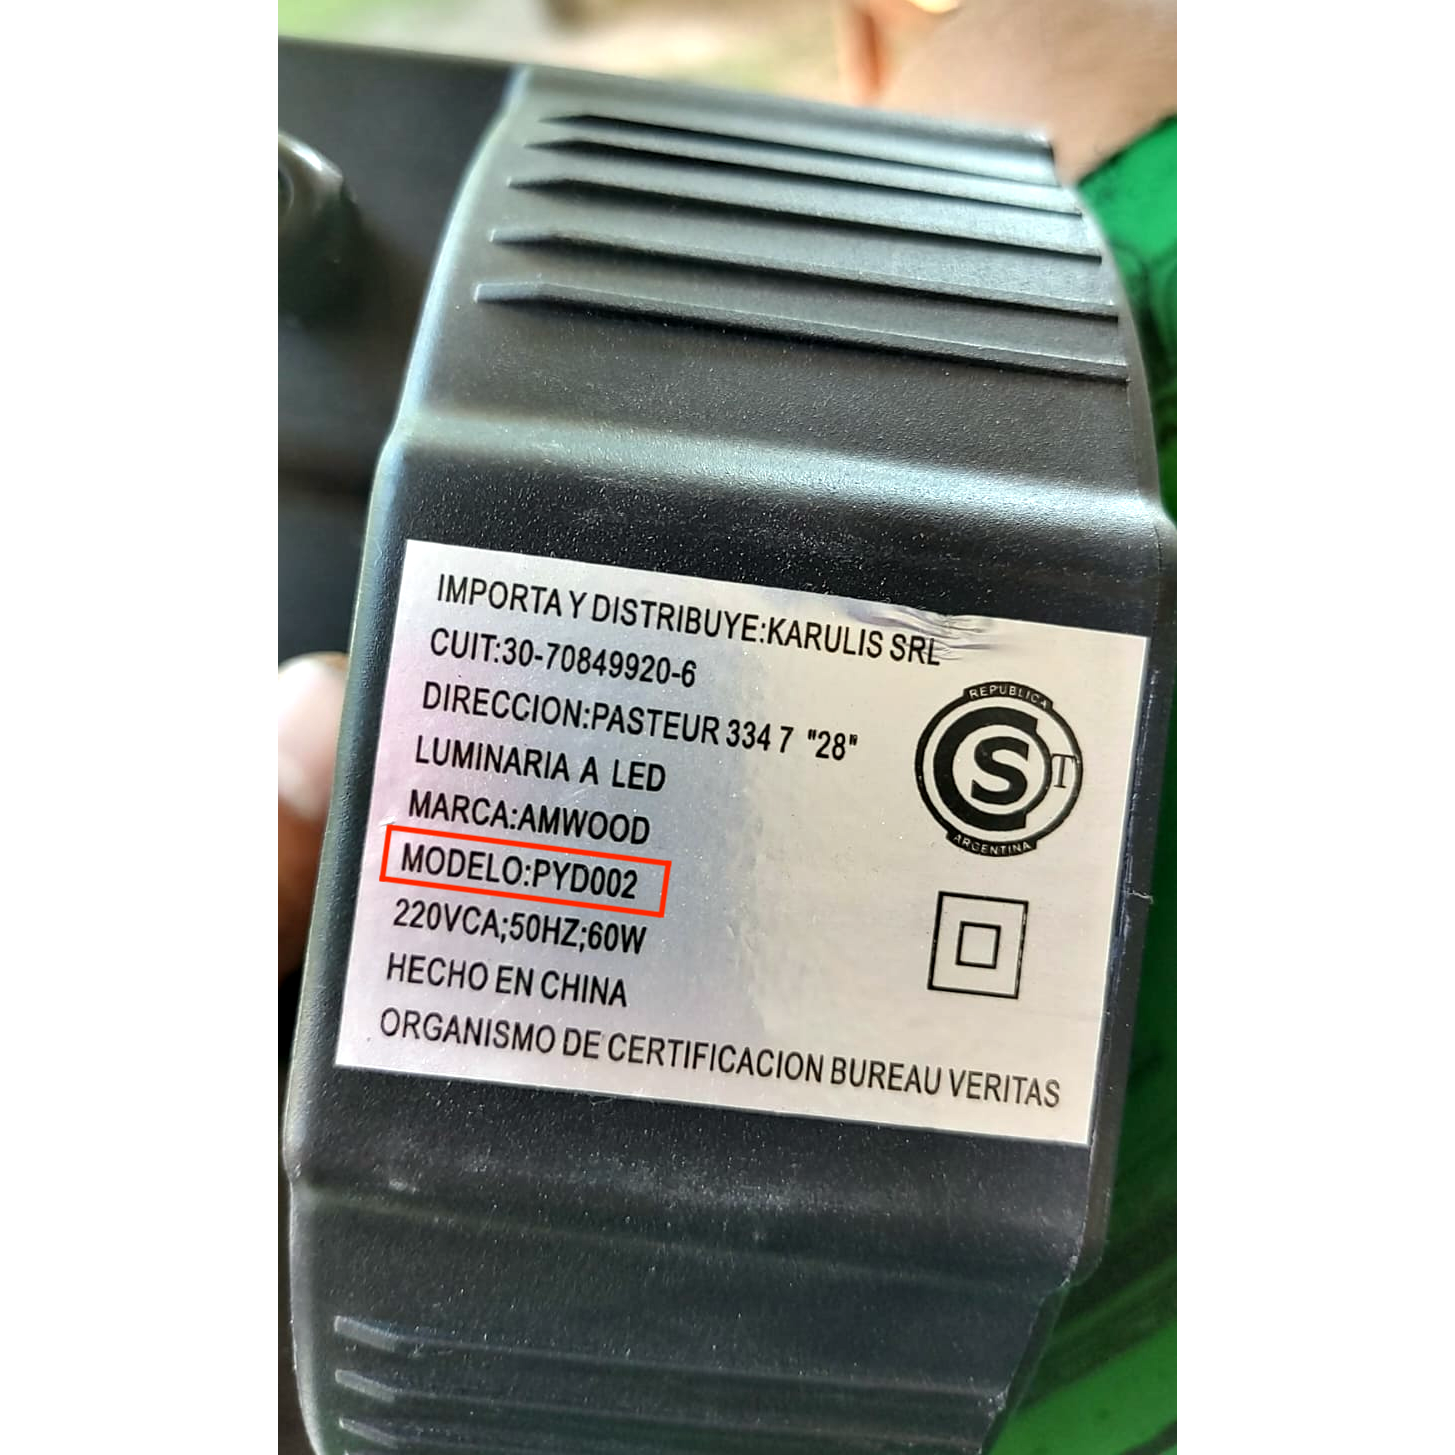 IMPORTA Y DISTRIBUYE:KARULIS SRL
CUIT:30-70849920-6
DIRECCION:PASTEUR 334 7 "28"
LUMINARIA A LED
MARCA:AMWOOD
MODELO:PYD002
220VCA;50HZ;60W
HECHO EN CHINA
ORGANISMO DE CERTIFICACION BUREAU VERITAS
REPUBLICA
CST
ARGENTINA